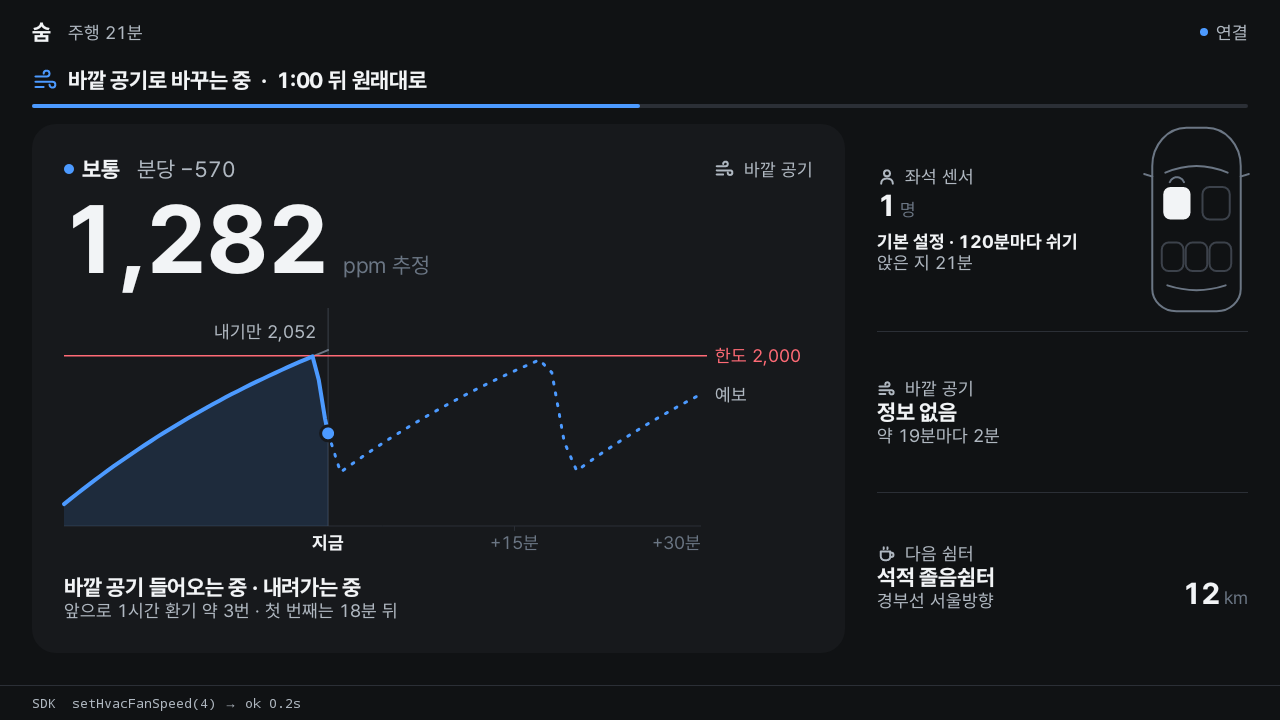 숨 주행 21분
연결
바깥 공기로 바꾸는 중 · 1:00 뒤 원래대로
보통 분당 −570
바깥 공기
1,282 ppm 추정
내기만 2,052
한도 2,000
예보
지금
+15분
+30분
바깥 공기 들어오는 중 · 내려가는 중
앞으로 1시간 환기 약 3번 · 첫 번째는 18분 뒤
좌석 센서
1 명
기본 설정 · 120분마다 쉬기
앉은 지 21분
바깥 공기
정보 없음
약 19분마다 2분
다음 쉼터
석적 졸음쉼터
경부선 서울방향
12 km
SDK setHvacFanSpeed(4) → ok 0.2s